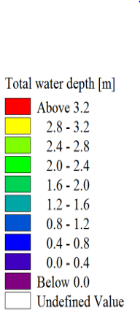 Total water depth [m]
Above 3.2
2.8 - 3.2
2.4 - 2.8
2.0 - 2.4
1.6 - 2.0
1.2 - 1.6
0.8 - 1.2
0.4 - 0.8
0.0 - 0.4
Below 0.0
Undefined Value